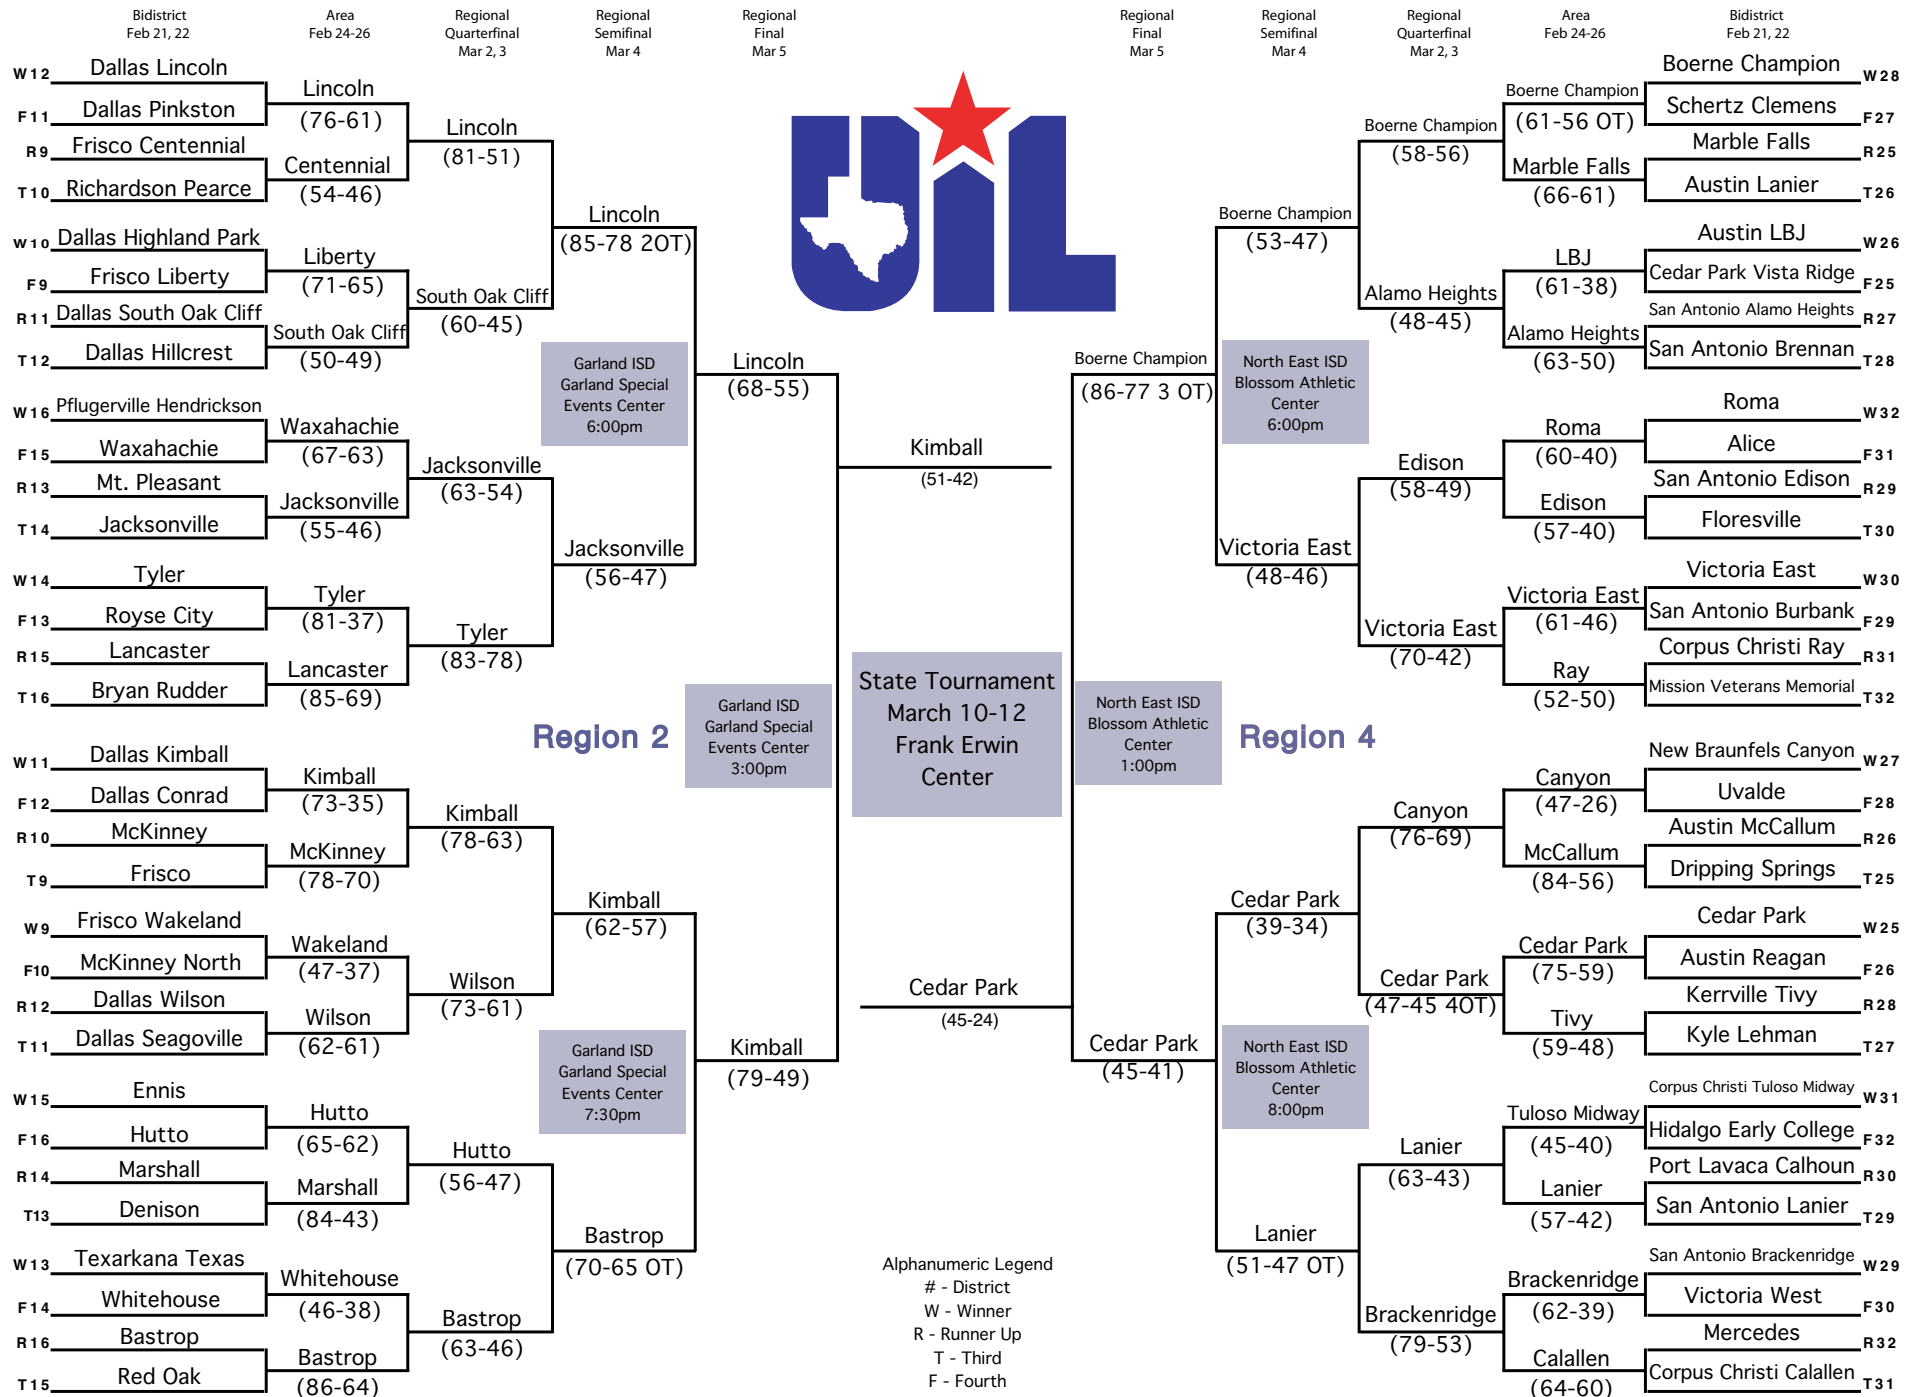 Bidistrict
Feb 21, 22
Area
Feb 24-26
Regional
Quarterfinal
Mar 2, 3
Regional
Semifinal
Mar 4
Regional
Final
Mar 5
Regional
Final
Mar 5
Regional
Semifinal
Mar 4
Regional
Quarterfinal
Mar 2, 3
Area
Feb 24-26
Bidistrict
Feb 21, 22
UIL
W12 Dallas Lincoln
F11 Dallas Pinkston
R9 Frisco Centennial
T10 Richardson Pearce
W10 Dallas Highland Park
F9 Frisco Liberty
R11 Dallas South Oak Cliff
T12 Dallas Hillcrest
W16 Pflugerville Hendrickson
F15 Waxahachie
R13 Mt. Pleasant
T14 Jacksonville
W14 Tyler
F13 Royse City
R15 Lancaster
T16 Bryan Rudder
W11 Dallas Kimball
F12 Dallas Conrad
R10 McKinney
T9 Frisco
W9 Frisco Wakeland
F10 McKinney North
R12 Dallas Wilson
T11 Dallas Seagoville
W15 Ennis
F16 Hutto
R14 Marshall
T13 Denison
W13 Texarkana Texas
F14 Whitehouse
R16 Bastrop
T15 Red Oak
Lincoln
(76-61)
Centennial
(54-46)
Liberty
(71-65)
South Oak Cliff
(50-49)
Waxahachie
(67-63)
Jacksonville
(55-46)
Tyler
(81-37)
Lancaster
(85-69)
Kimball
(73-35)
McKinney
(78-70)
Wakeland
(47-37)
Wilson
(62-61)
Hutto
(65-62)
Marshall
(84-43)
Whitehouse
(46-38)
Bastrop
(86-64)
Lincoln
(81-51)
South Oak Cliff
(60-45)
Jacksonville
(63-54)
Tyler
(83-78)
Kimball
(78-63)
Wilson
(73-61)
Hutto
(56-47)
Bastrop
(63-46)
Lincoln
(85-78 2OT)
Garland ISD
Garland Special
Events Center
6:00pm
Jacksonville
(56-47)
Region 2
Kimball
(62-57)
Garland ISD
Garland Special
Events Center
7:30pm
Bastrop
(70-65 OT)
Lincoln
(68-55)
Garland ISD
Garland Special
Events Center
3:00pm
Kimball
(79-49)
Kimball
(51-42)
State Tournament
March 10-12
Frank Erwin
Center
Cedar Park
(45-24)
Alphanumeric Legend
# - District
W - Winner
R - Runner Up
T - Third
F - Fourth
Boerne Champion
(86-77 3 OT)
North East ISD
Blossom Athletic
Center
1:00pm
Cedar Park
(45-41)
Boerne Champion
(53-47)
North East ISD
Blossom Athletic
Center
6:00pm
Victoria East
(48-46)
Region 4
Cedar Park
(39-34)
North East ISD
Blossom Athletic
Center
8:00pm
Lanier
(51-47 OT)
Boerne Champion
(58-56)
Alamo Heights
(48-45)
Edison
(58-49)
Victoria East
(70-42)
Canyon
(76-69)
Cedar Park
(47-45 4OT)
Lanier
(63-43)
Brackenridge
(79-53)
Boerne Champion
(61-56 OT)
Marble Falls
(66-61)
LBJ
(61-38)
Alamo Heights
(63-50)
Roma
(60-40)
Edison
(57-40)
Victoria East
(61-46)
Ray
(52-50)
Canyon
(47-26)
McCallum
(84-56)
Cedar Park
(75-59)
Tivy
(59-48)
Tuloso Midway
(45-40)
Lanier
(57-42)
Brackenridge
(62-39)
Calallen
(64-60)
Boerne Champion W28
Schertz Clemens F27
Marble Falls R25
Austin Lanier T26
Austin LBJ W26
Cedar Park Vista Ridge F25
San Antonio Alamo Heights R27
San Antonio Brennan T28
Roma W32
Alice F31
San Antonio Edison R29
Floresville T30
Victoria East W30
San Antonio Burbank F29
Corpus Christi Ray R31
Mission Veterans Memorial T32
New Braunfels Canyon W27
Uvalde F28
Austin McCallum R26
Dripping Springs T25
Cedar Park W25
Austin Reagan F26
Kerrville Tivy R28
Kyle Lehman T27
Corpus Christi Tuloso Midway W31
Hidalgo Early College F32
Port Lavaca Calhoun R30
San Antonio Lanier T29
San Antonio Brackenridge W29
Victoria West F30
Mercedes R32
Corpus Christi Calallen T31